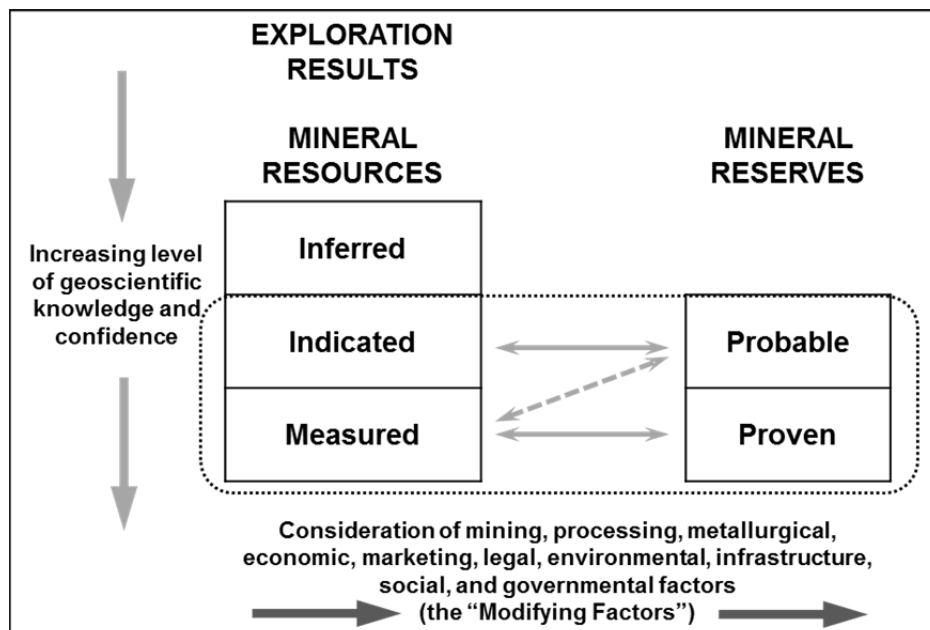 EXPLORATION
RESULTS
MINERAL
RESOURCES
MINERAL
RESERVES
Increasing level
of geoscientific
knowledge and
confidence
Inferred
Indicated
Measured
Probable
Proven
Consideration of mining, processing, metallurgical,
economic, marketing, legal, environmental, infrastructure,
social, and governmental factors
(the “Modifying Factors”)